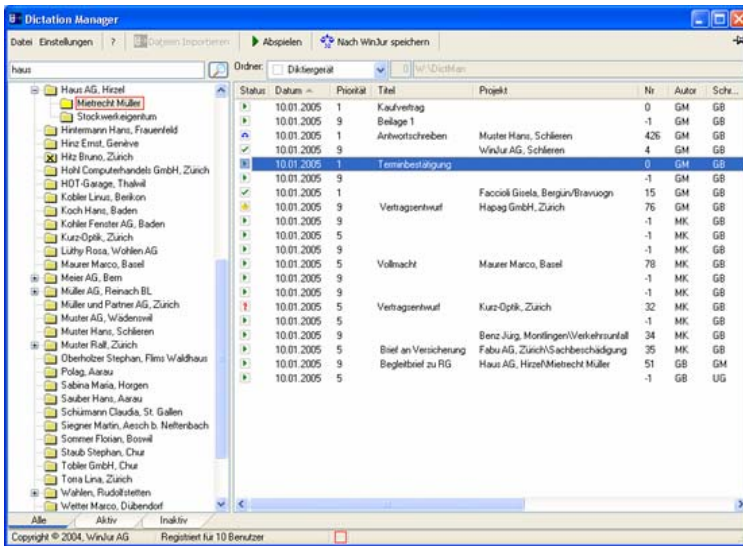 Dictation Manager
Datei Einstellungen ? Dateien Importieren Abspielen Nach WinJur speichern
haus Ordner: Diktiergerät 0 W:\DictMan
Status Datum Priorität Titel Projekt Nr Autor Schr...
Haus AG, Hirzel
Mietrecht Müller
Stockwerkeigentum
Hintermann Hans, Frauenfeld
Hinz Ernst, Genève
Hitz Bruno, Zürich
Hohl Computerhandels GmbH, Zürich
HOT-Garage, Thalwil
Kobler Linus, Berikon
Koch Hans, Baden
Kohler Fenster AG, Baden
Kurz-Optik, Zürich
Lüthy Rosa, Wohlen AG
Maurer Marco, Basel
Meier AG, Bern
Müller AG, Reinach BL
Müller und Partner AG, Zürich
Muster AG, Wädenswil
Muster Hans, Schlieren
Muster Ralf, Zürich
Oberholzer Stephan, Flims Waldhaus
Polag, Aarau
Sabina Maria, Horgen
Sauber Hans, Aarau
Schürmann Claudia, St. Gallen
Siegner Martin, Aesch b. Neftenbach
Sommer Florian, Boswil
Staub Stephan, Chur
Tobler GmbH, Chur
Tona Lina, Zürich
Wahlen, Rudolfstetten
Wetter Marco, Dübendorf
10.01.2005 1 Kaufvertrag 0 GM GB
10.01.2005 9 Beilage 1 -1 GM GB
10.01.2005 1 Antwortschreiben Muster Hans, Schlieren 426 GM GB
10.01.2005 9 WinJur AG, Schlieren 4 GM GB
10.01.2005 1 Terminbestätigung 0 GM GB
10.01.2005 9 -1 GM GB
10.01.2005 1 Faccioli Gisela, Bergün/Bravuogn 15 GM GB
10.01.2005 9 Vertragsentwurf Hapag GmbH, Zürich 76 GM GB
10.01.2005 9 -1 MK GB
10.01.2005 5 -1 MK GB
10.01.2005 9 -1 MK GB
10.01.2005 5 Vollmacht Maurer Marco, Basel 78 MK GB
10.01.2005 9 -1 MK GB
10.01.2005 9 -1 MK GB
10.01.2005 5 Vertragsentwurf Kurz-Optik, Zürich 32 MK GB
10.01.2005 5 -1 MK GB
10.01.2005 9 Benz Jürg, Montlingen\Verkehrsunfall 34 MK GB
10.01.2005 5 Brief an Versicherung Fabu AG, Zürich\Sachbeschädigung 35 MK GB
10.01.2005 9 Begleitbrief zu RG Haus AG, Hirzel\Mietrecht Müller 51 GB GM
10.01.2005 5 -1 GB UG
Alle Aktiv Inaktiv
Copyright © 2004, WinJur AG Registriert für 10 Benutzer